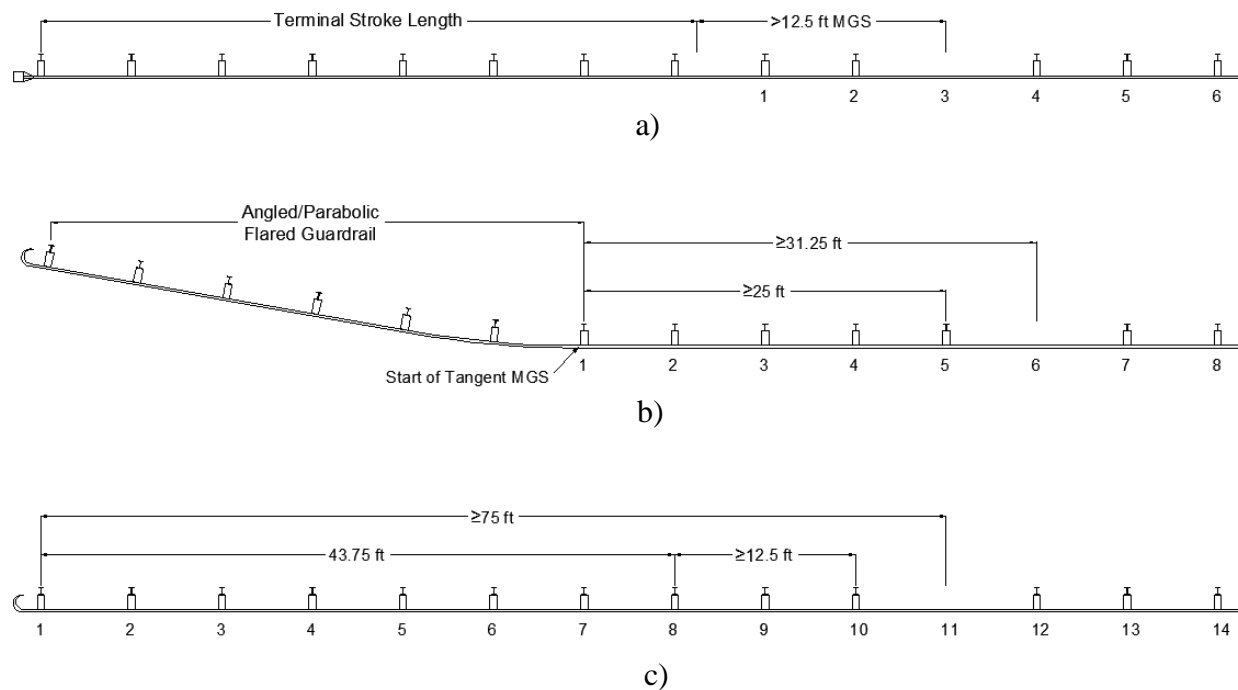 Terminal Stroke Length
>12.5 ft MGS
1 2 3 4 5 6
a)
Angled/Parabolic
Flared Guardrail
≥31.25 ft
≥25 ft
Start of Tangent MGS
1 2 3 4 5 6 7 8
b)
≥75 ft
43.75 ft
≥12.5 ft
1 2 3 4 5 6 7 8 9 10 11 12 13 14
c)